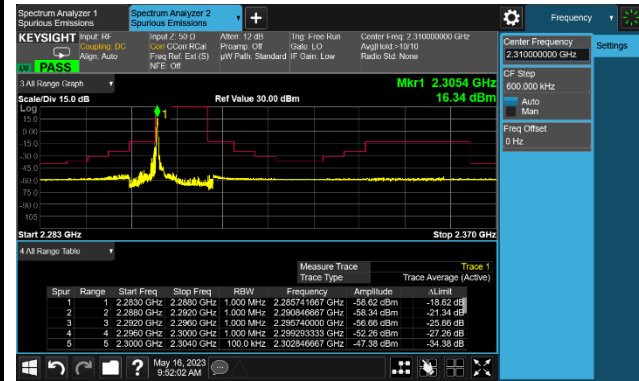 Spectrum Analyzer 1
Spurious Emissions
Spectrum Analyzer 2
Spurious Emissions
Frequency
KEYSIGHT
Input: RF
Coupling: DC
Align: Auto
Input Z: 50 Ω
Corr CCorr RCal
Freq Ref: Ext (S)
NFE: Off
Atten: 12 dB
Preamp: Off
µW Path: Standard
Trig: Free Run
Gate: LO
IF Gain: Low
Center Freq: 2.310000000 GHz
Avg|Hold:>10/10
Radio Std: None
PASS
Center Frequency
2.310000000 GHz
Settings
CF Step
600.000 kHz
Auto
Man
Freq Offset
0 Hz
3 All Range Graph
Mkr1 2.3054 GHz
16.34 dBm
Scale/Div 15.0 dB
Ref Value 30.00 dBm
Log
1
15.0
0.00
-15.0
-30.0
-45.0
-60.0
-75.0
-90.0
-105
Start 2.283 GHz
Stop 2.370 GHz
4 All Range Table
Measure Trace Trace 1
Trace Type Trace Average (Active)
Spur Range Start Freq Stop Freq RBW Frequency Amplitude ΔLimit
1 1 2.2830 GHz 2.2880 GHz 1.000 MHz 2.285741667 GHz -58.62 dBm -18.62 dB
2 2 2.2880 GHz 2.2920 GHz 1.000 MHz 2.290846667 GHz -58.34 dBm -21.34 dB
3 3 2.2920 GHz 2.2960 GHz 1.000 MHz 2.295740000 GHz -56.66 dBm -25.66 dB
4 4 2.2960 GHz 2.3000 GHz 1.000 MHz 2.299293333 GHz -52.26 dBm -27.26 dB
5 5 2.3000 GHz 2.3040 GHz 100.0 kHz 2.302846667 GHz -47.38 dBm -34.38 dB
May 16, 2023
9:52:02 AM